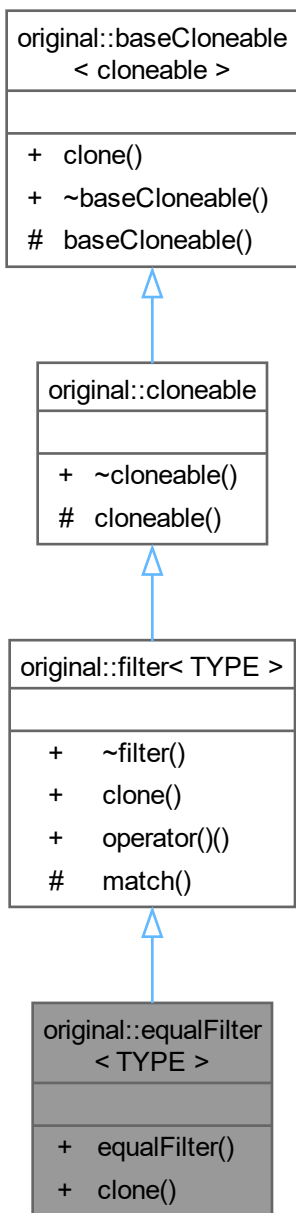 original::baseCloneable
< cloneable >
+ clone()
+ ~baseCloneable()
# baseCloneable()
original::cloneable
+ ~cloneable()
# cloneable()
original::filter< TYPE >
+ ~filter()
+ clone()
+ operator()()
# match()
original::equalFilter
< TYPE >
+ equalFilter()
+ clone()